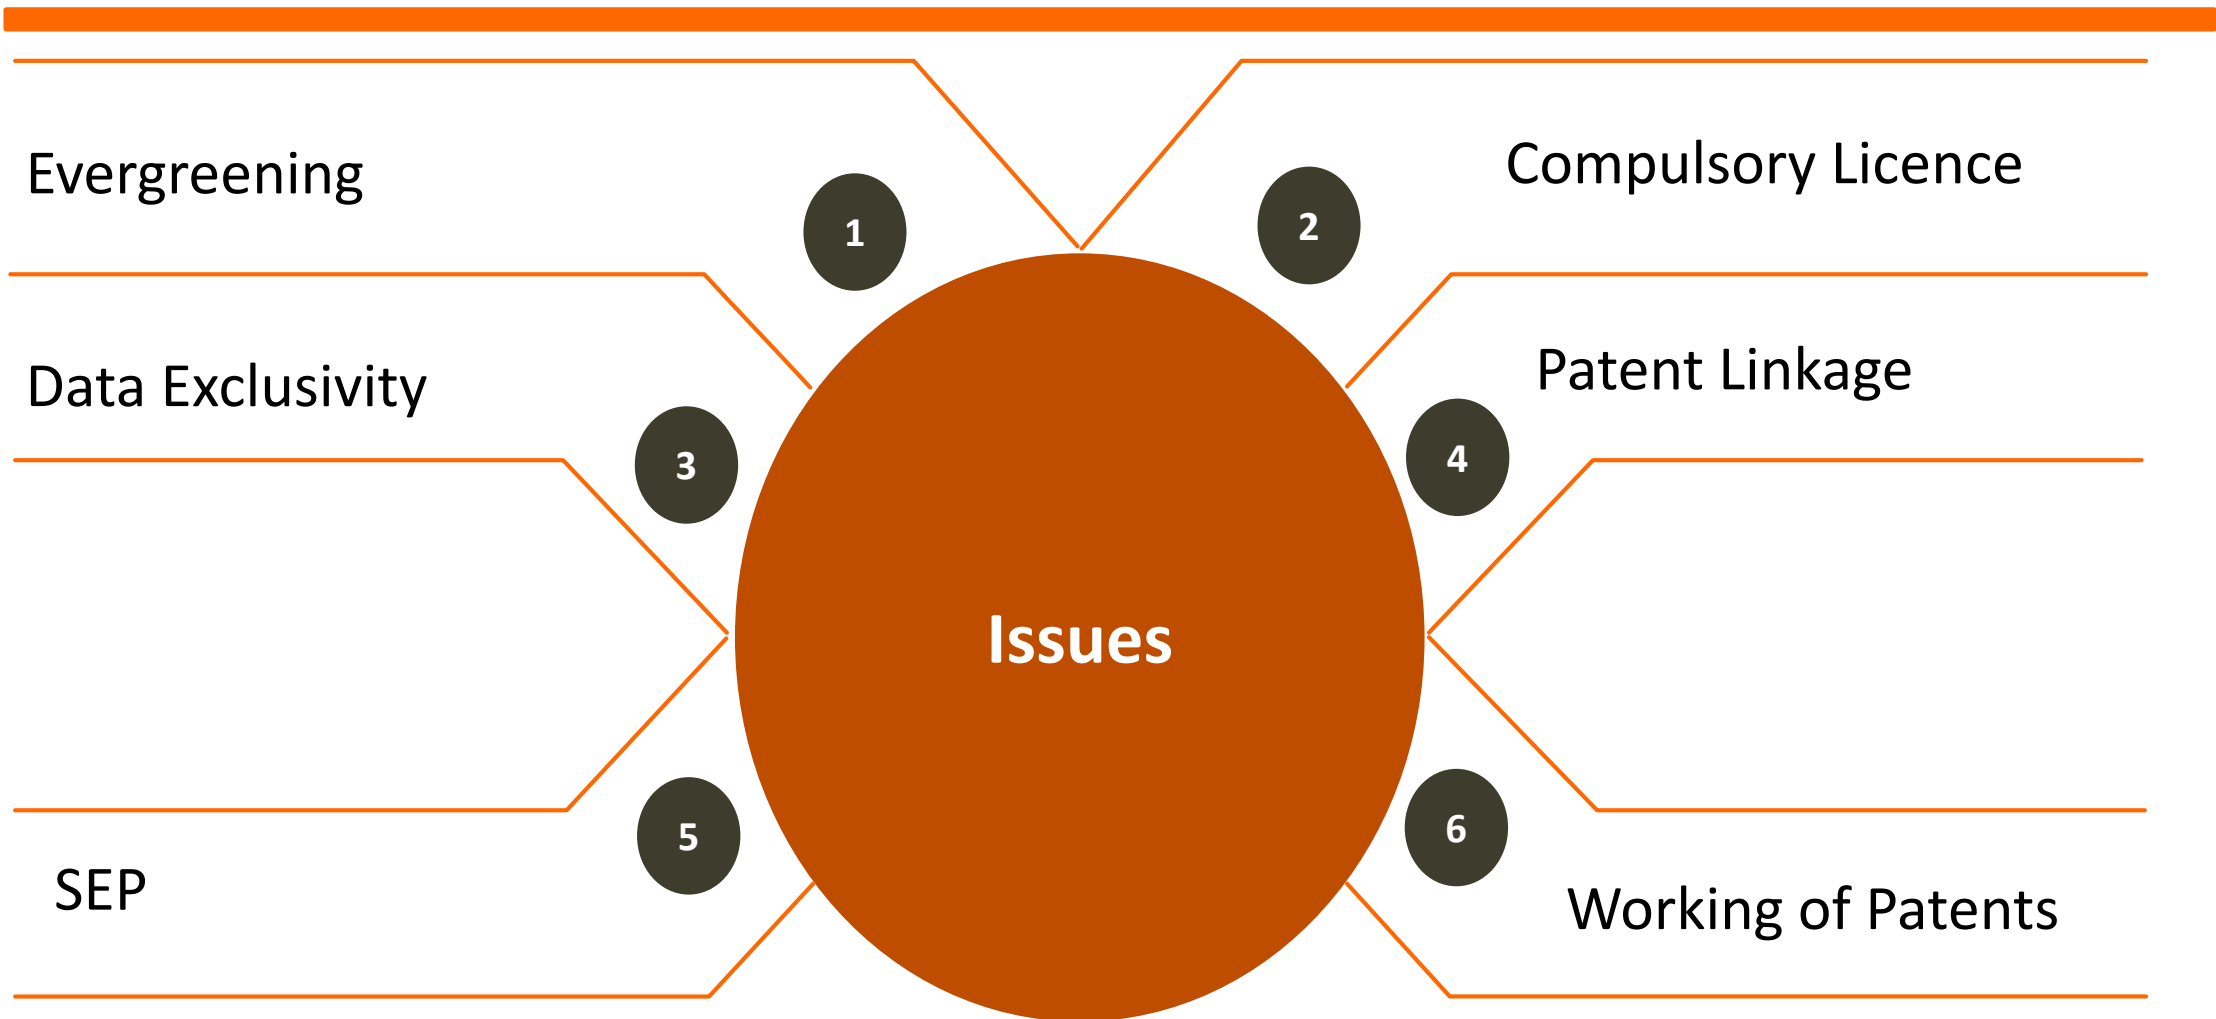 Evergreening
1
2
Compulsory Licence
Data Exclusivity
3
4
Patent Linkage
Issues
SEP
5
6
Working of Patents